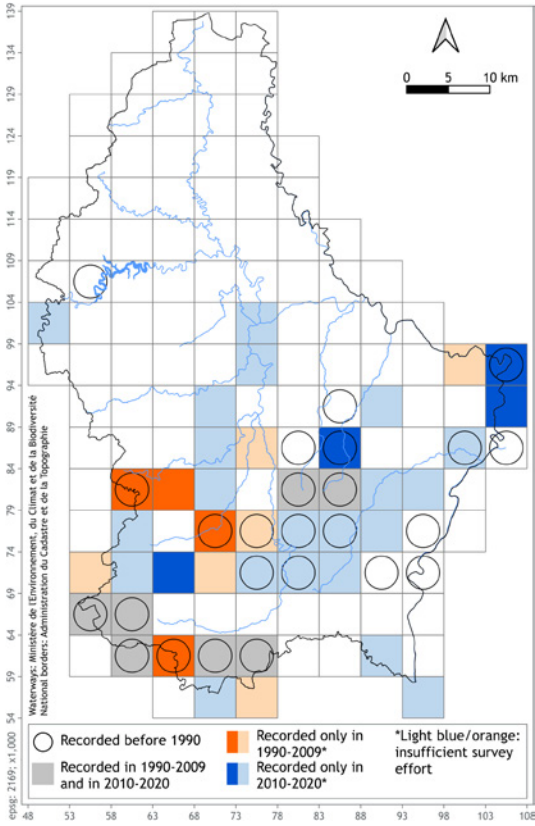 139
134
129
124
119
114
109
104
99
94
89
84
79
74
69
64
59
54
0 5 10 km
Waterways: Ministère de l'Environnement, du Climat et de la Biodiversité
National borders: Administration du Cadastre et de la Topographie
Recorded before 1990
Recorded in 1990-2009
and in 2010-2020
Recorded only in
1990-2009*
Recorded only in
2010-2020*
*Light blue/orange:
insufficient survey
effort
epsg: 2169; x1,000
48 53 58 63 68 73 78 83 88 93 98 103 108